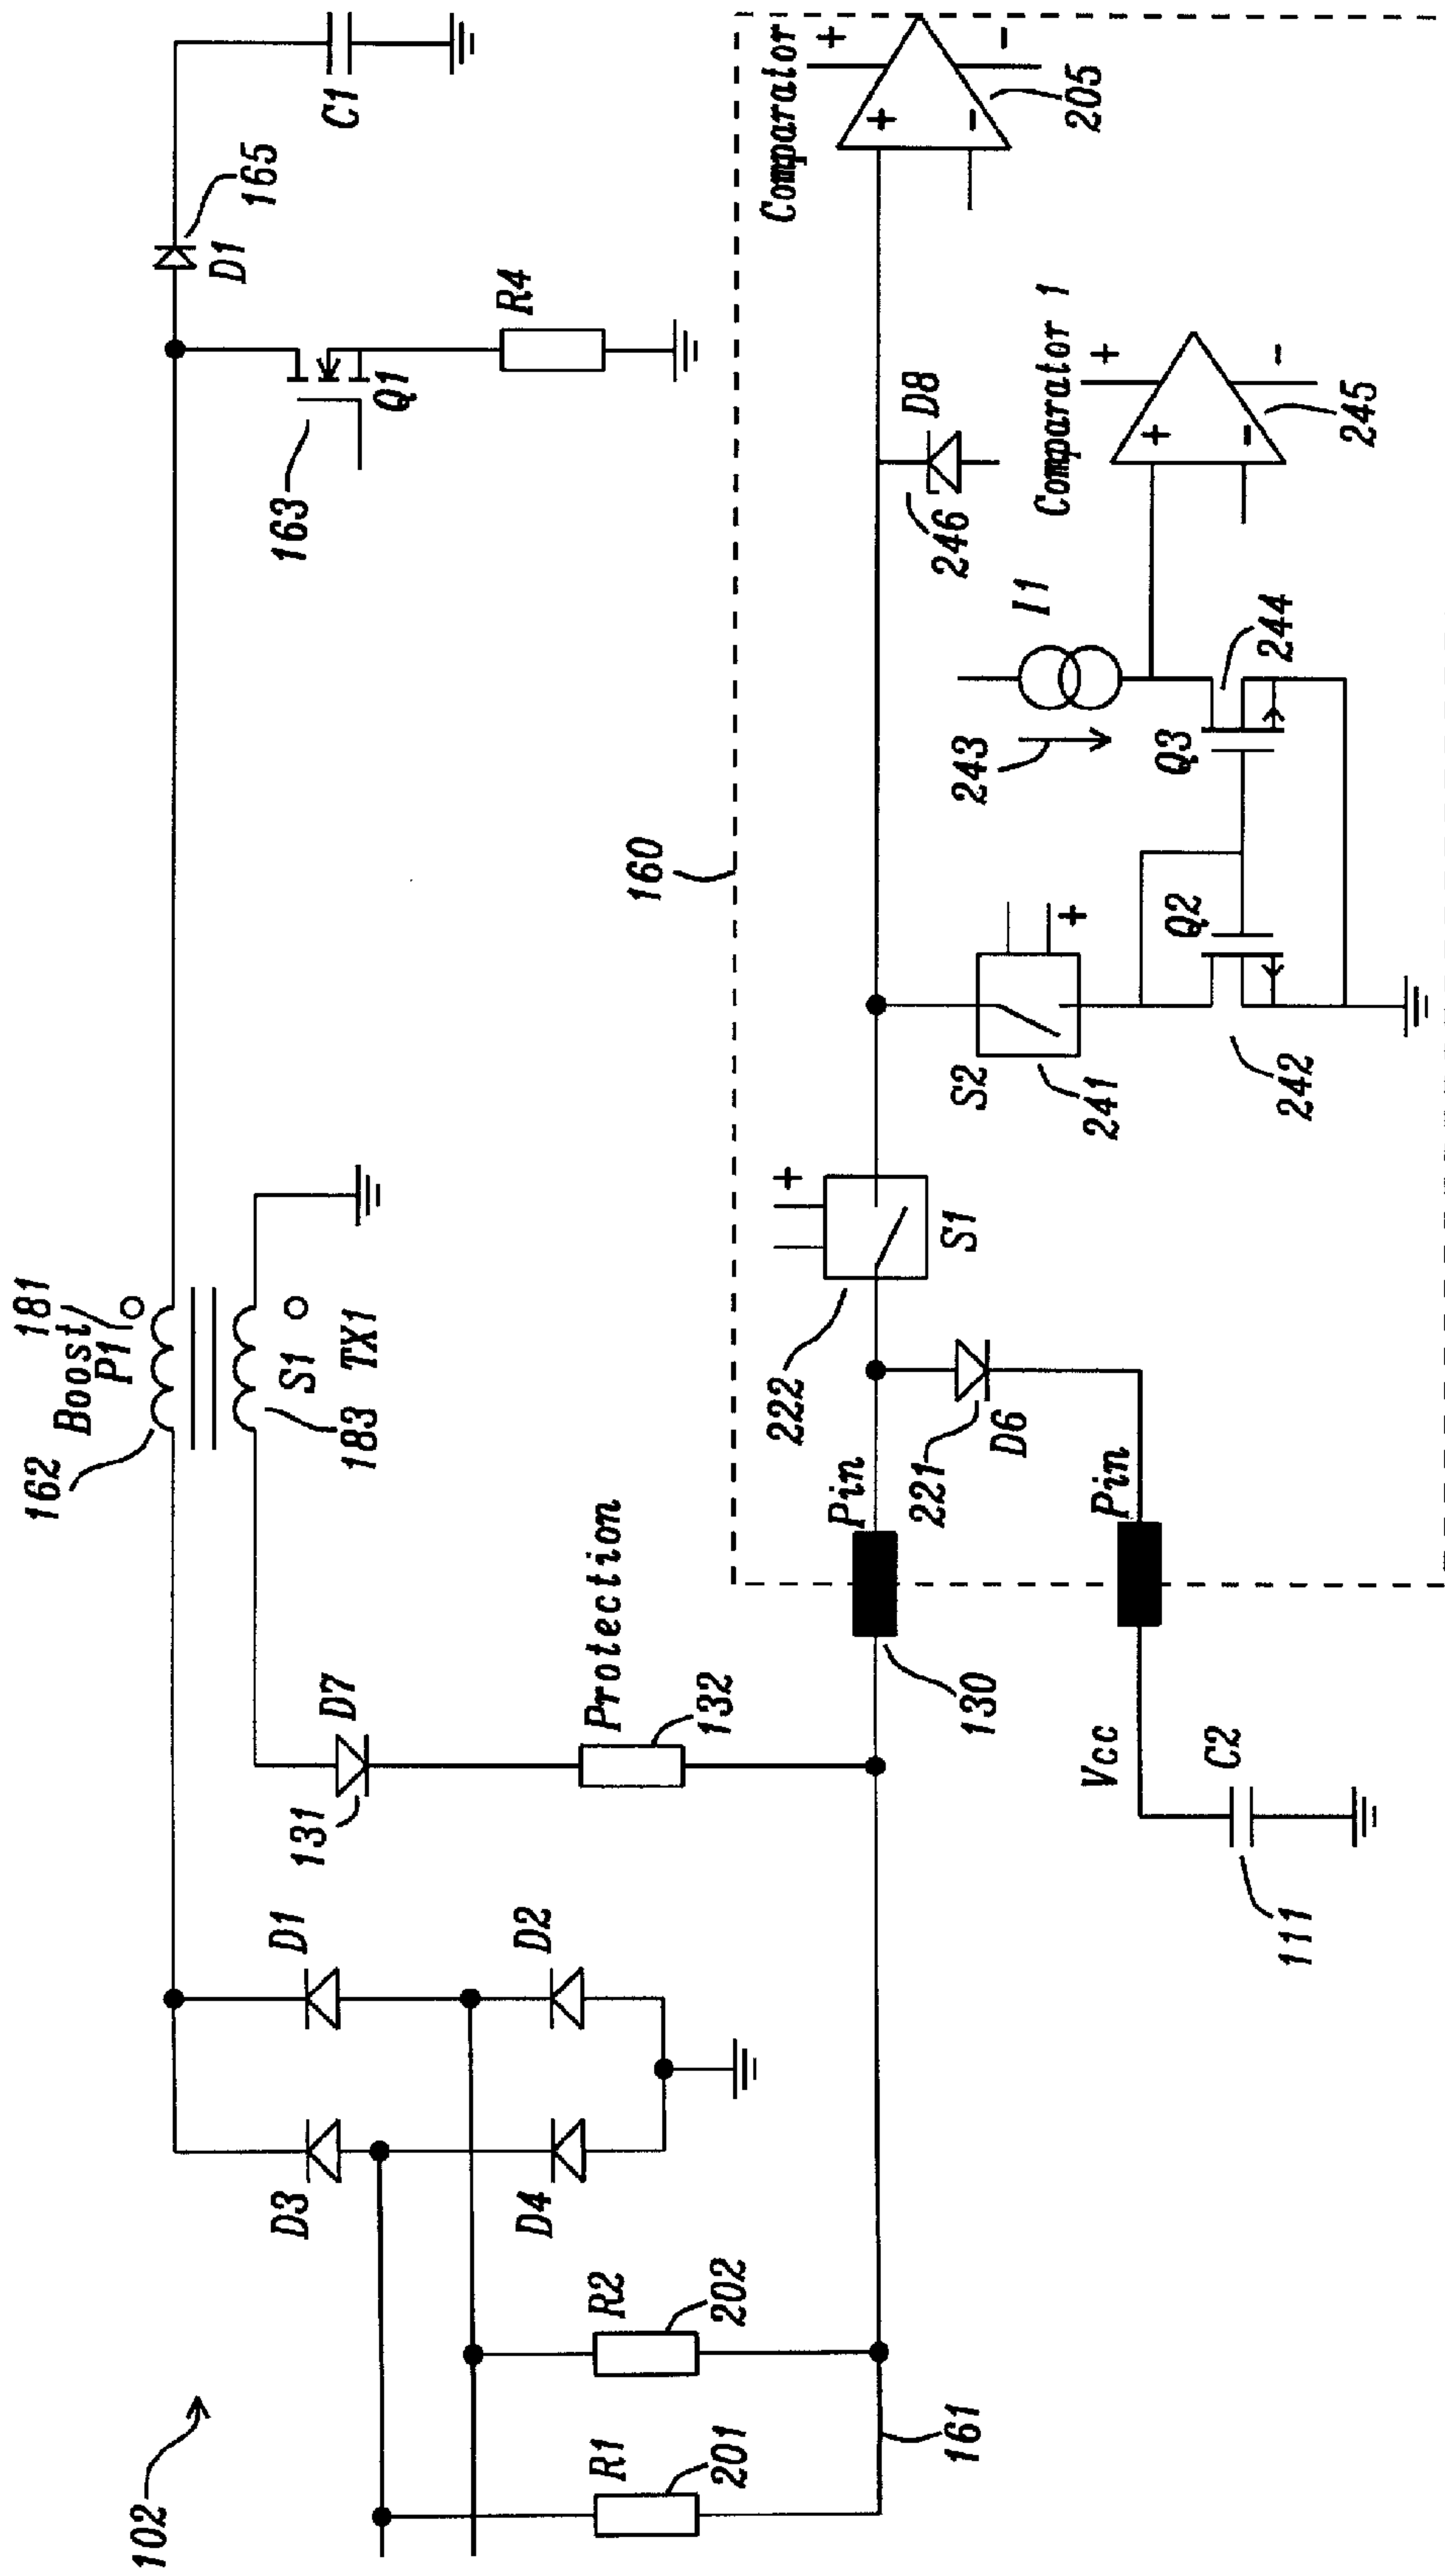 102
Boost
P1
181
162
S1
TX1
183
D1
165
C1
163
Q1
R4
D1
D2
D3
D4
D7
131
Protection
132
R1
201
R2
202
161
130
Pin
160
222
S1
221
D6
Pin
Vcc
C2
111
+
S2
241
+
Q2
242
Q3
244
243
I1
D8
246
Comparator
+
-
+
-
205
Comparator 1
+
-
+
-
245